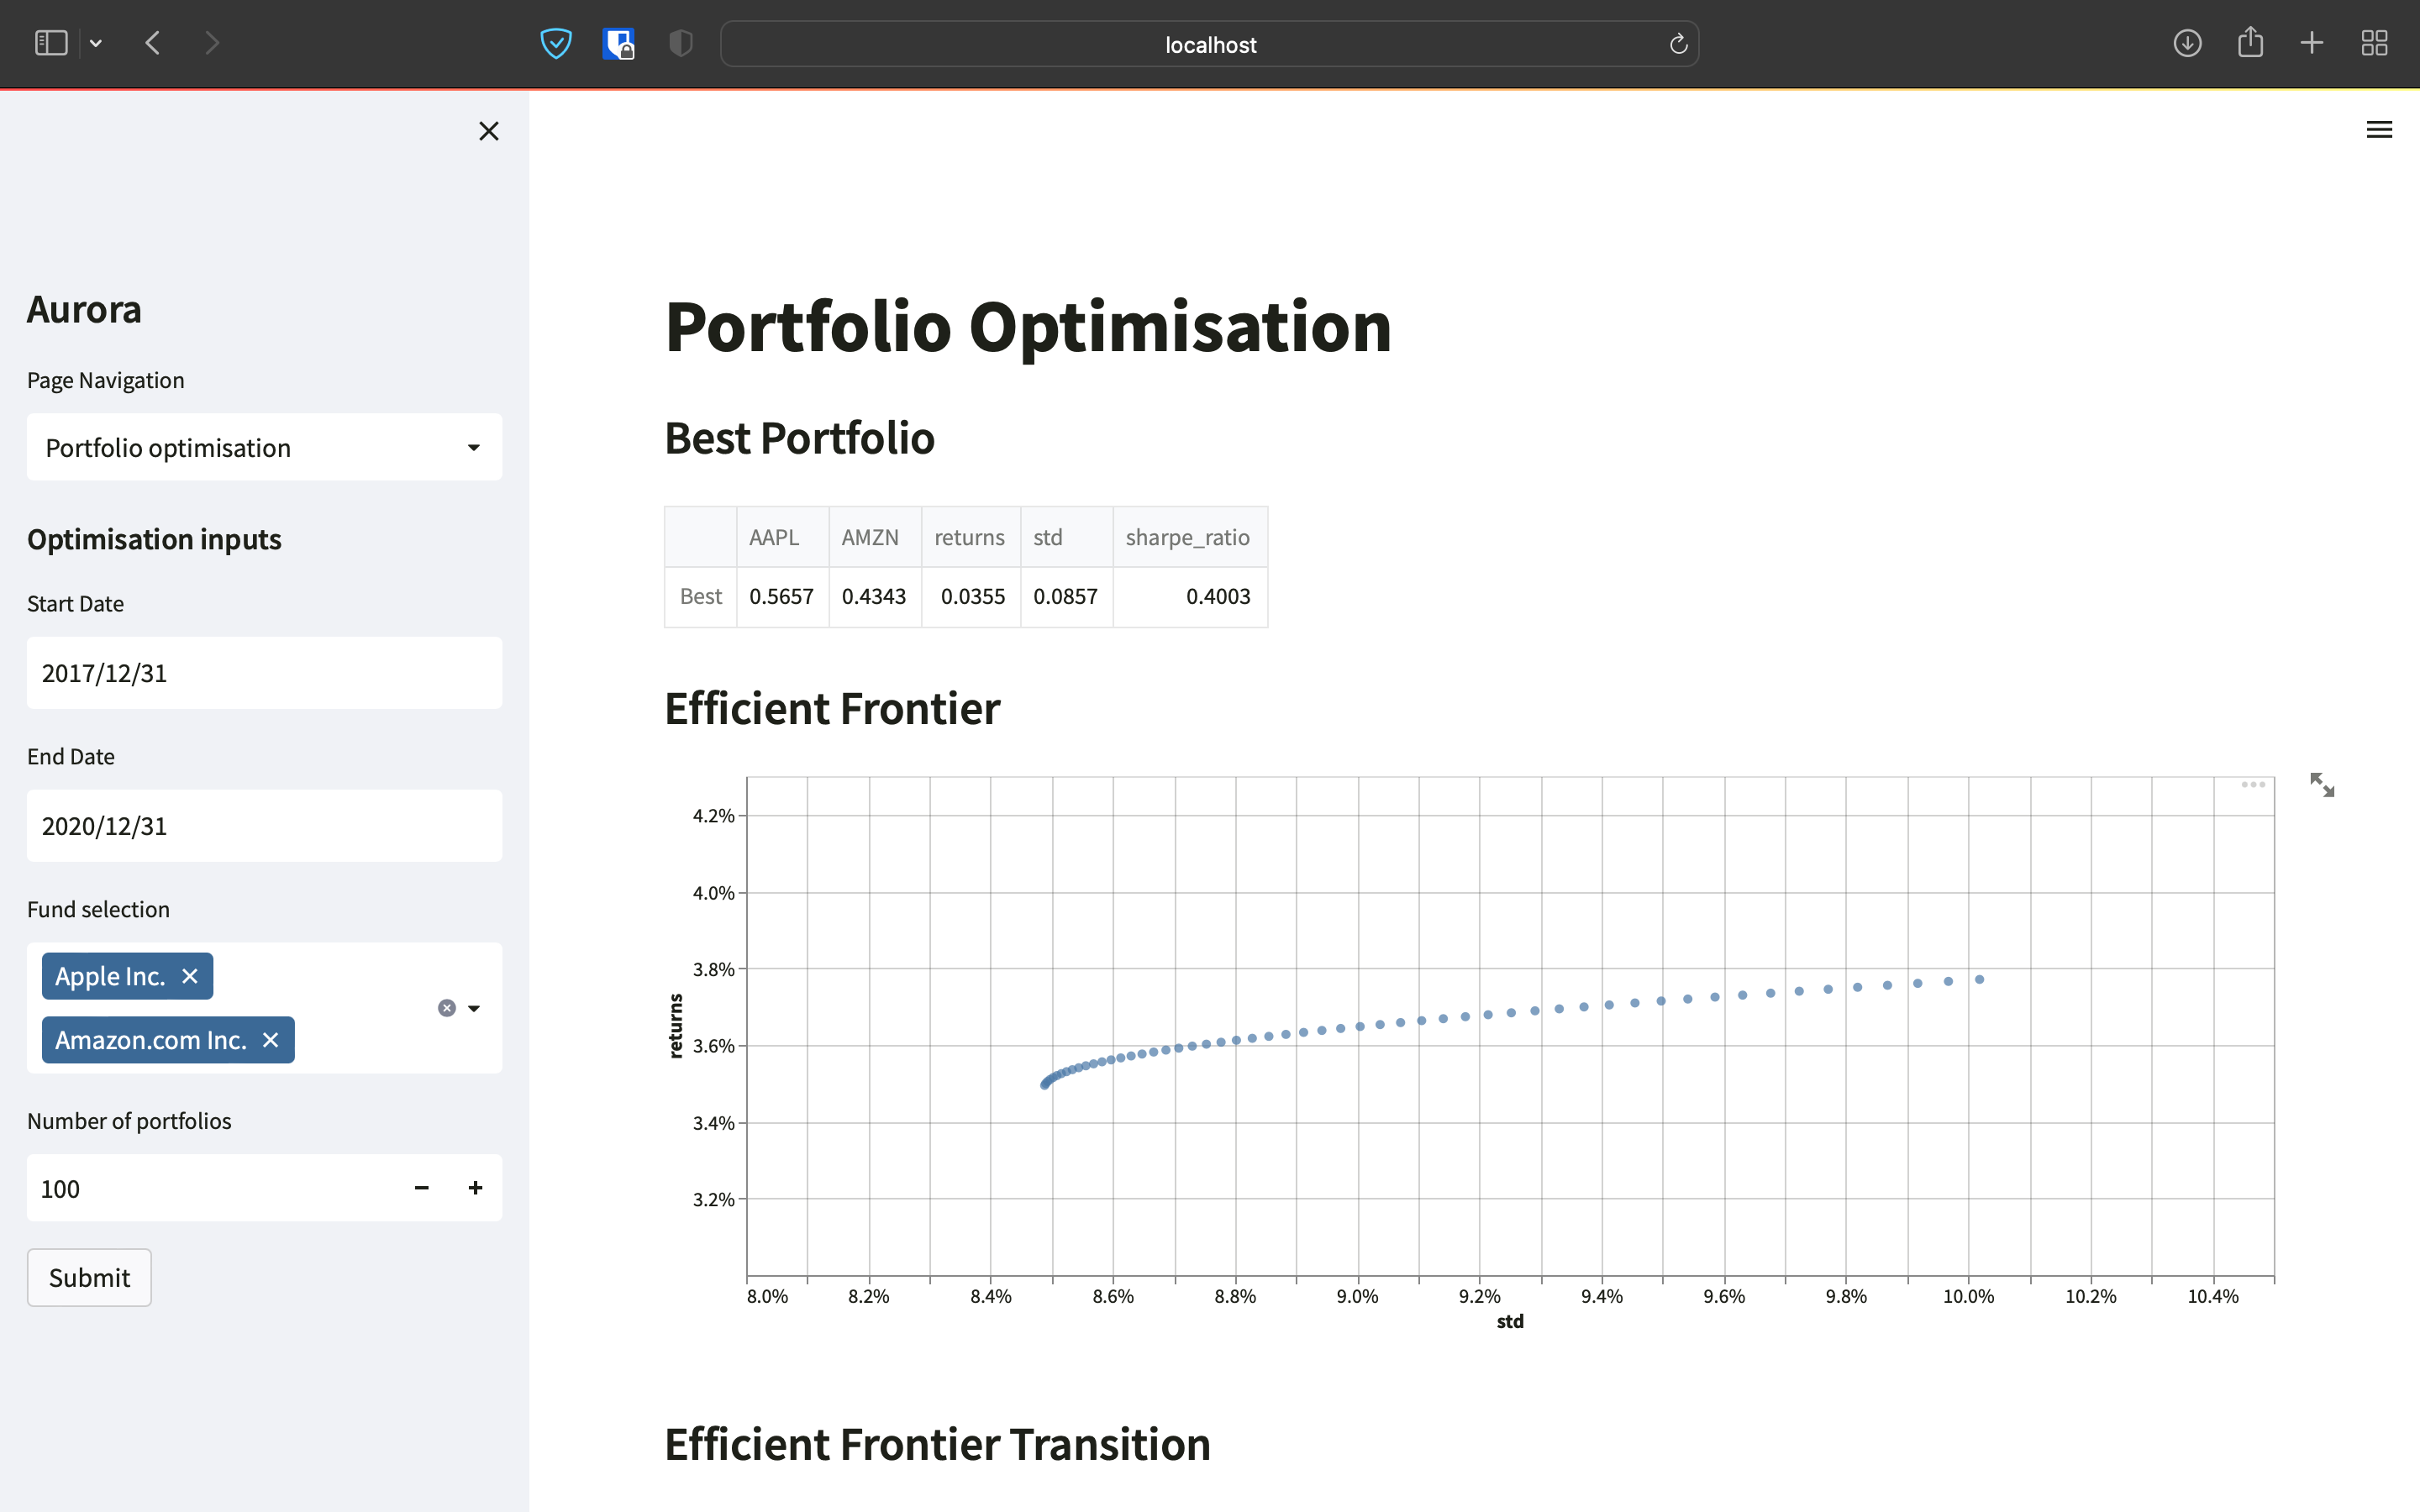 localhost
Aurora
Page Navigation
Portfolio optimisation
Optimisation inputs
Start Date
2017/12/31
End Date
2020/12/31
Fund selection
Apple Inc.
Amazon.com Inc.
Number of portfolios
100
Submit
Portfolio Optimisation
Best Portfolio
AAPL AMZN returns std sharpe_ratio
Best 0.5657 0.4343 0.0355 0.0857 0.4003
Efficient Frontier
4.2%
4.0%
3.8%
3.6%
3.4%
3.2%
returns
8.0% 8.2% 8.4% 8.6% 8.8% 9.0% 9.2% 9.4% 9.6% 9.8% 10.0% 10.2% 10.4%
std
Efficient Frontier Transition